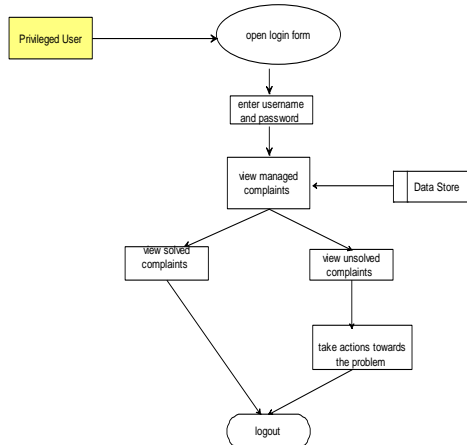 Privileged User
open login form
enter username
and password
view managed
complaints
Data Store
view solved
complaints
view unsolved
complaints
take actions towards
the problem
logout